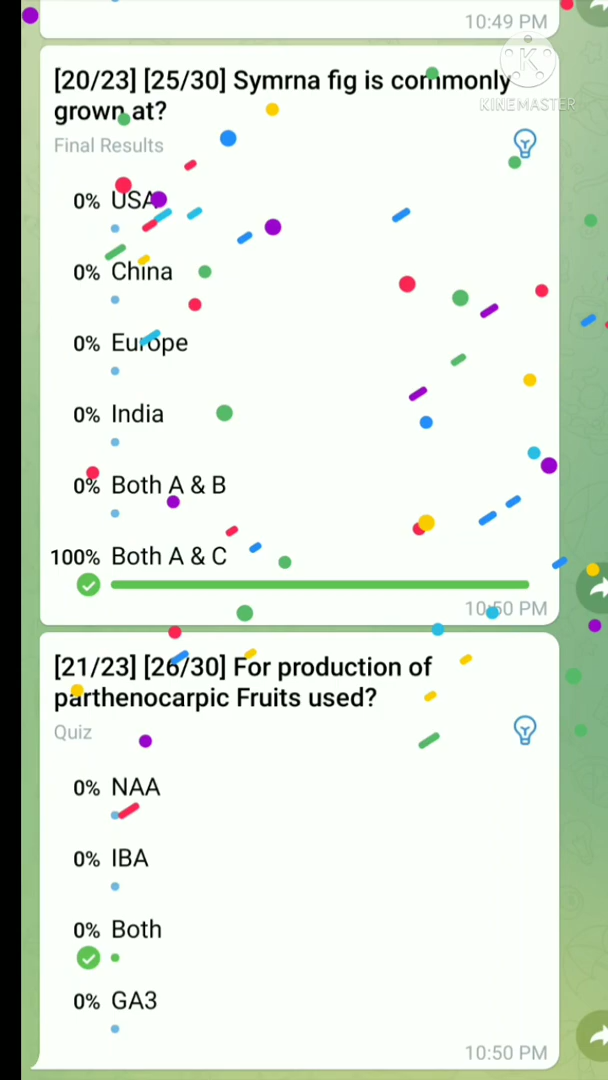 10:49 PM
KINEMASTER
[20/23] [25/30] Symrna fig is commonly
grown at?
Final Results
0% USA
0% China
0% Europe
0% India
0% Both A & B
100% Both A & C
10:50 PM
[21/23] [26/30] For production of
parthenocarpic Fruits used?
Quiz
0% NAA
0% IBA
0% Both
0% GA3
10:50 PM